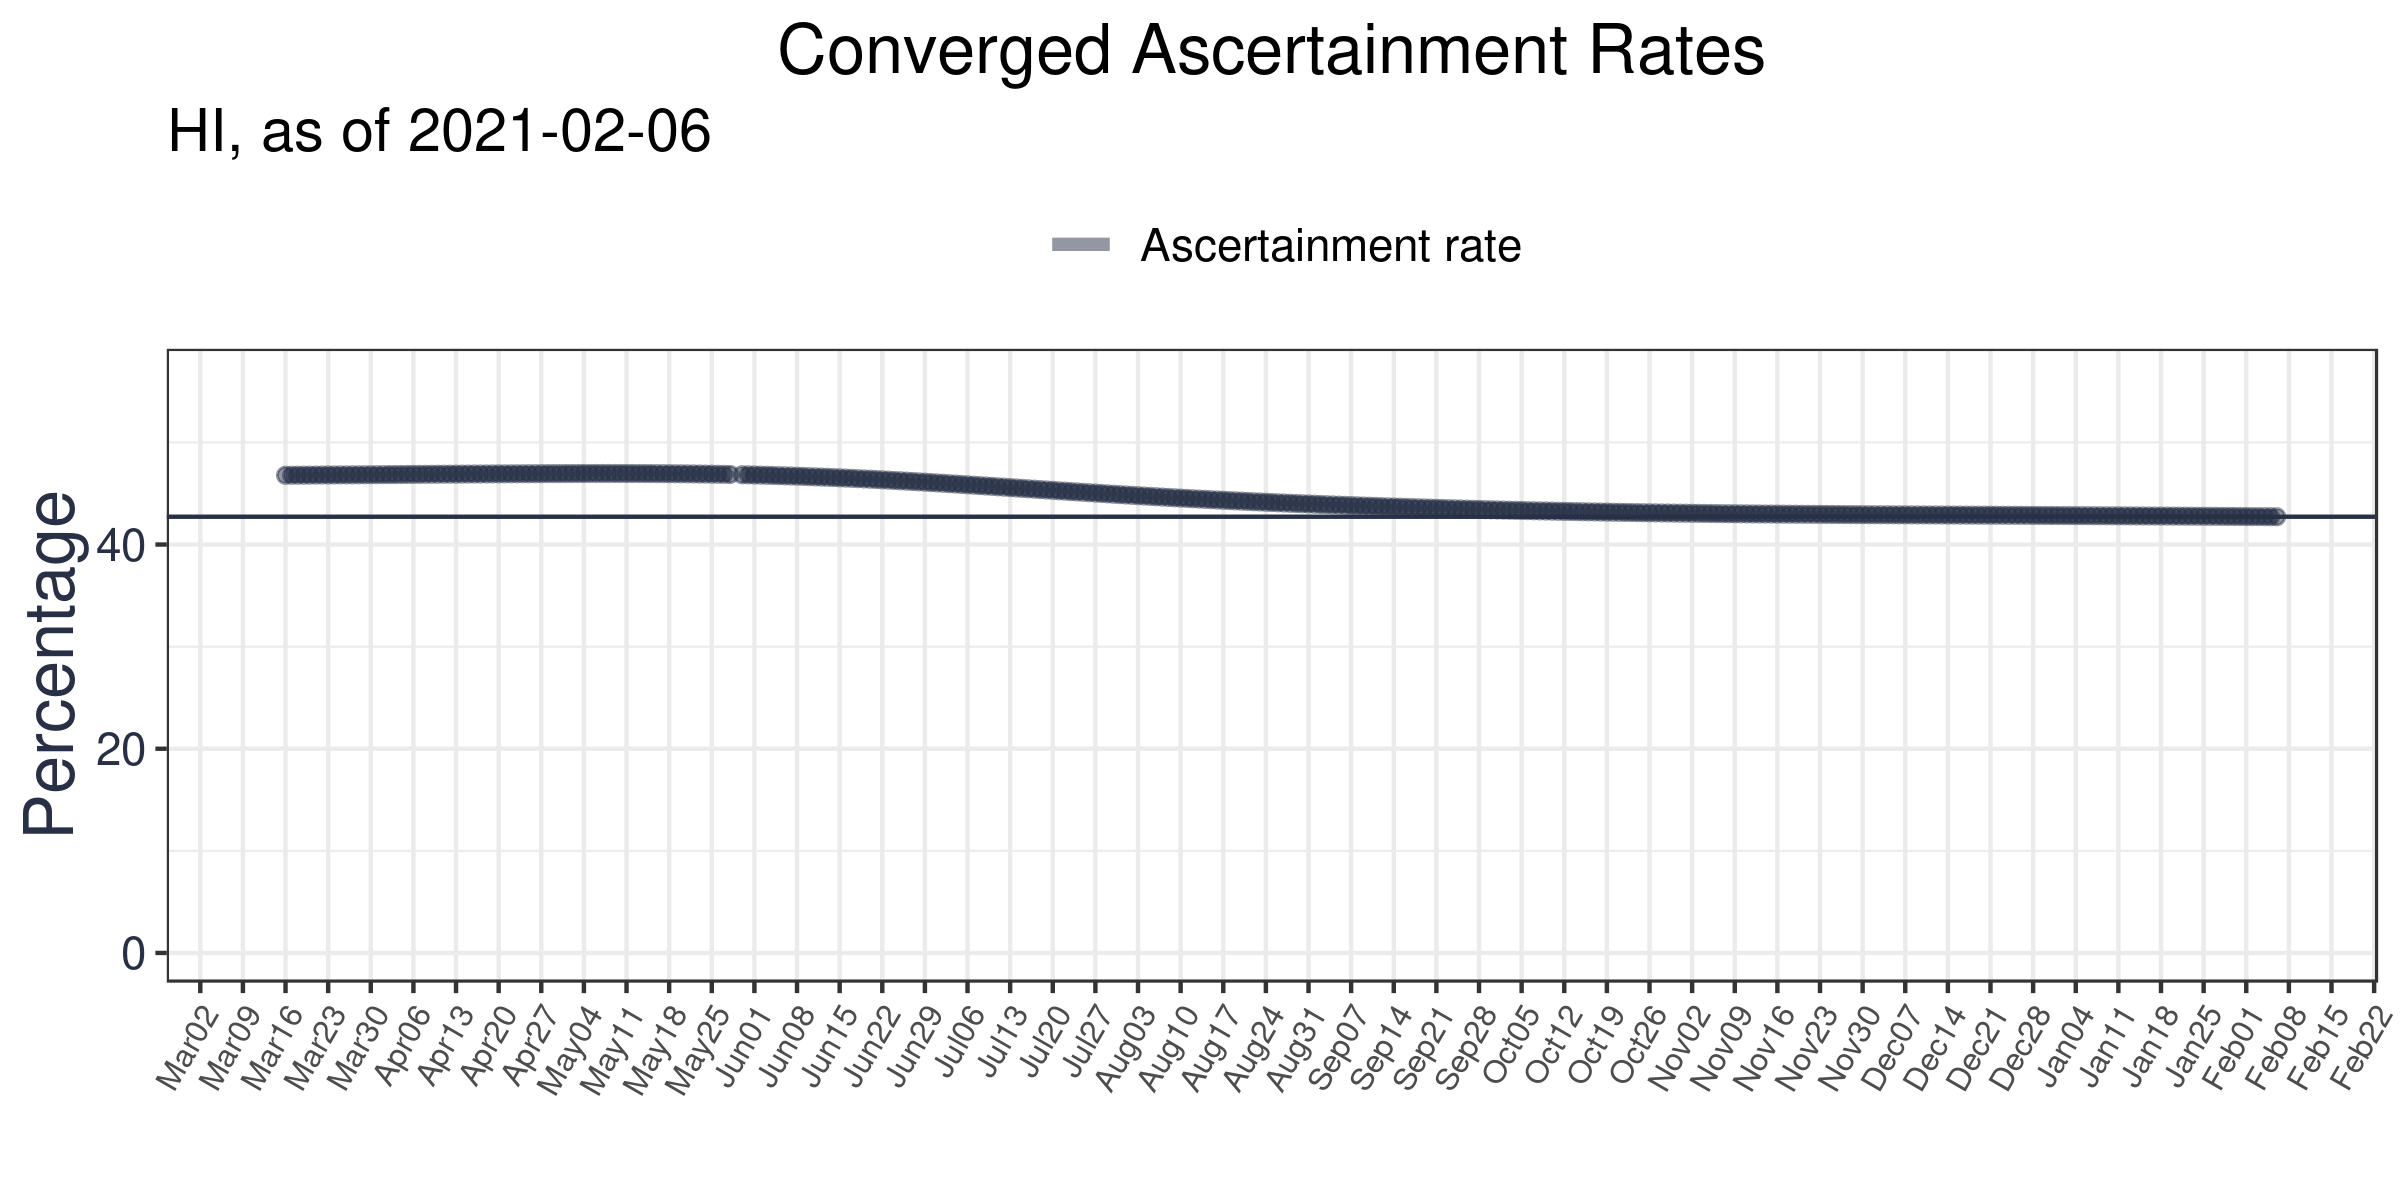 Converged Ascertainment Rates
HI, as of 2021-02-06
Ascertainment rate
Percentage
40
20
0
Mar02
Mar09
Mar16
Mar23
Mar30
Apr06
Apr13
Apr20
Apr27
May04
May11
May18
May25
Jun01
Jun08
Jun15
Jun22
Jun29
Jul06
Jul13
Jul20
Jul27
Aug03
Aug10
Aug17
Aug24
Aug31
Sep07
Sep14
Sep21
Sep28
Oct05
Oct12
Oct19
Oct26
Nov02
Nov09
Nov16
Nov23
Nov30
Dec07
Dec14
Dec21
Dec28
Jan04
Jan11
Jan18
Jan25
Feb01
Feb08
Feb15
Feb22